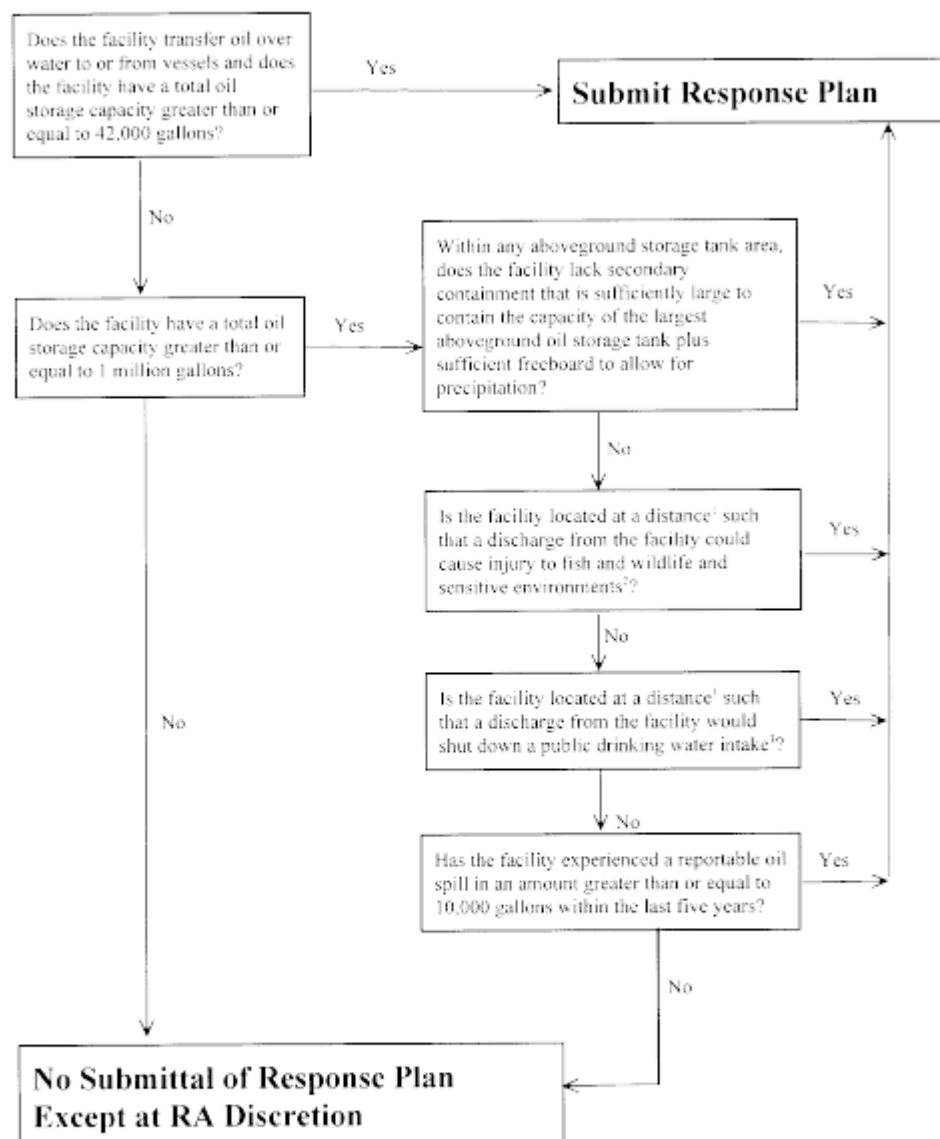 Does the facility transfer oil over
water to or from vessels and does
the facility have a total oil
storage capacity greater than or
equal to 42,000 gallons?
Yes
Submit Response Plan
No
Within any aboveground storage tank area,
does the facility lack secondary
containment that is sufficiently large to
contain the capacity of the largest
aboveground oil storage tank plus
sufficient freeboard to allow for
precipitation?
Yes
Does the facility have a total oil
storage capacity greater than or
equal to 1 million gallons?
Yes
No
Is the facility located at a distance¹ such
that a discharge from the facility could
cause injury to fish and wildlife and
sensitive environments²?
Yes
No
Is the facility located at a distance¹ such
that a discharge from the facility would
shut down a public drinking water intake³?
Yes
No
No
Has the facility experienced a reportable oil
spill in an amount greater than or equal to
10,000 gallons within the last five years?
Yes
No
No Submittal of Response Plan
Except at RA Discretion